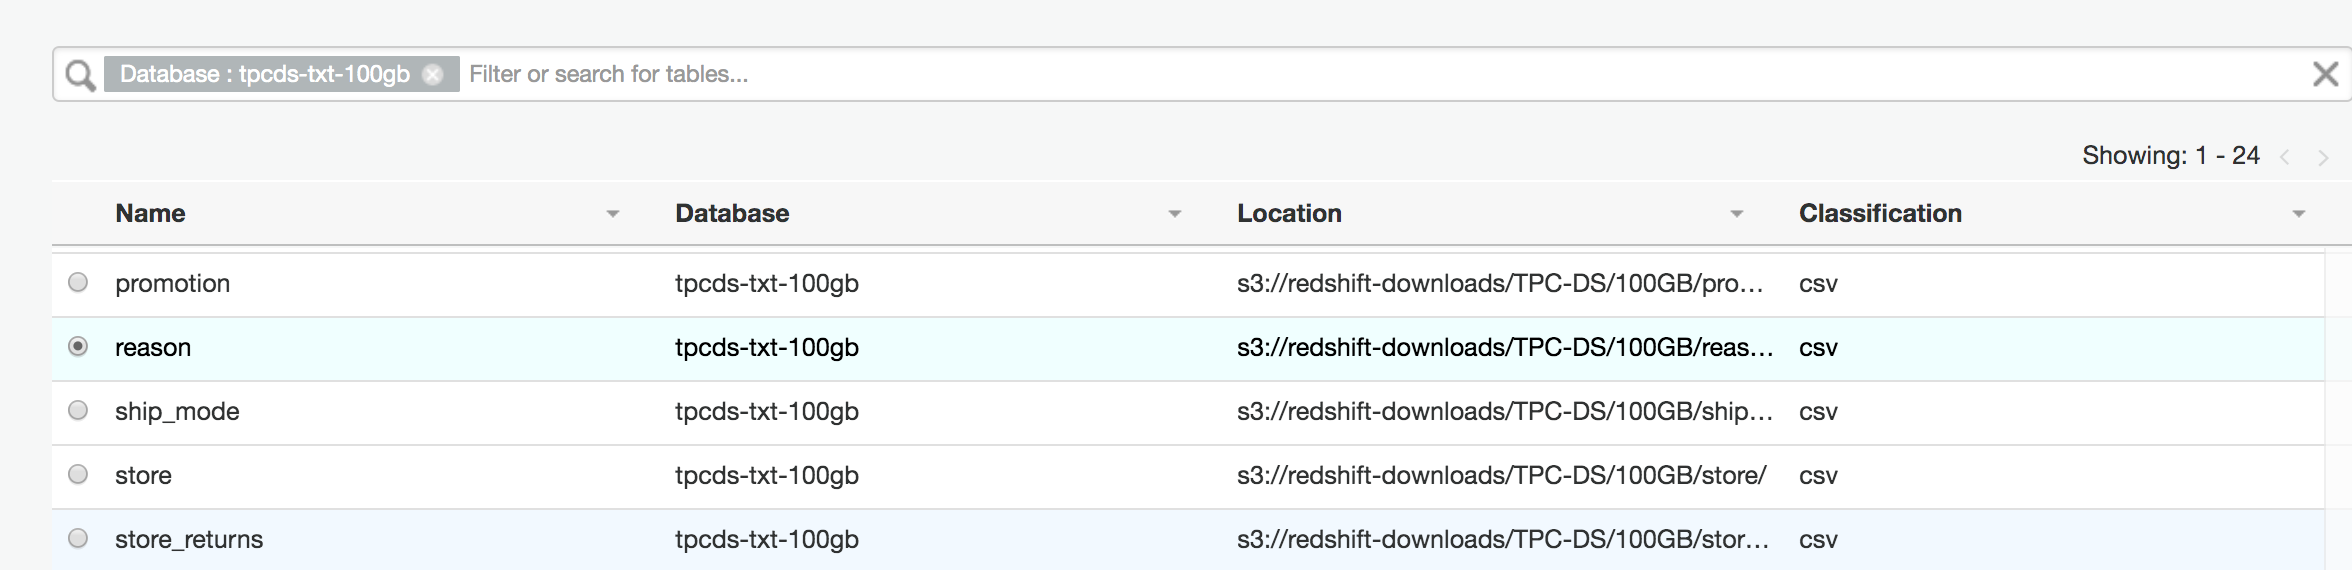 Database : tpcds-txt-100gb Filter or search for tables...
Showing: 1 - 24
Name Database Location Classification
promotion tpcds-txt-100gb s3://redshift-downloads/TPC-DS/100GB/pro... csv
reason tpcds-txt-100gb s3://redshift-downloads/TPC-DS/100GB/reas... csv
ship_mode tpcds-txt-100gb s3://redshift-downloads/TPC-DS/100GB/ship... csv
store tpcds-txt-100gb s3://redshift-downloads/TPC-DS/100GB/store/ csv
store_returns tpcds-txt-100gb s3://redshift-downloads/TPC-DS/100GB/stor... csv